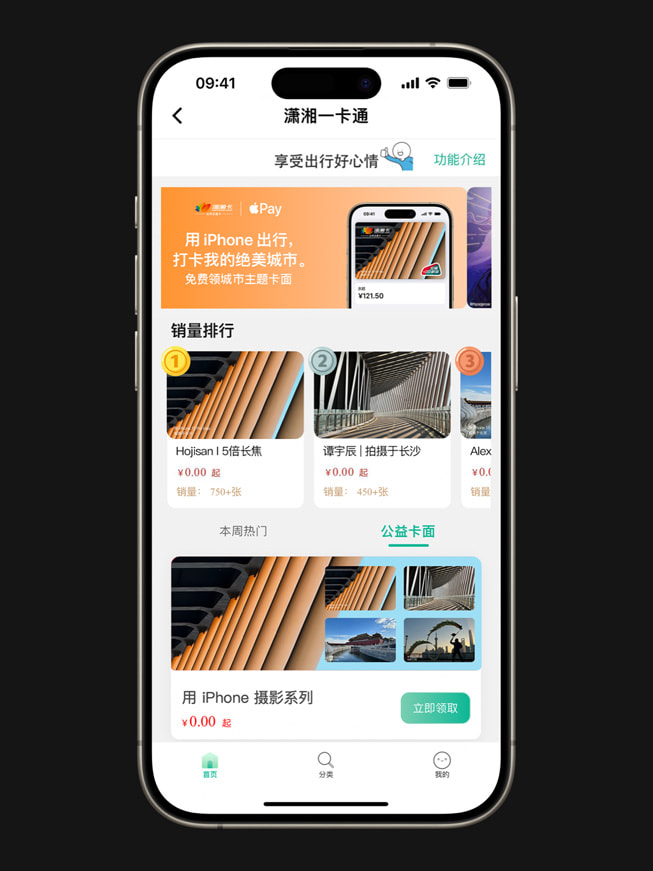 09:41
潇湘一卡通
享受出行好心情
功能介绍
潇湘卡
Pay
用 iPhone 出行，
打卡我的绝美城市。
免费领城市主题卡面
09:41
潇湘卡
¥121.50
销量排行
1
2
3
Hojisan | 5倍长焦
¥0.00 起
销量： 750+张
谭宇辰 | 拍摄于长沙
¥0.00 起
销量： 450+张
Alex
¥0.0
销量
本周热门
公益卡面
用 iPhone 摄影系列
¥0.00 起
立即领取
首页
分类
我的